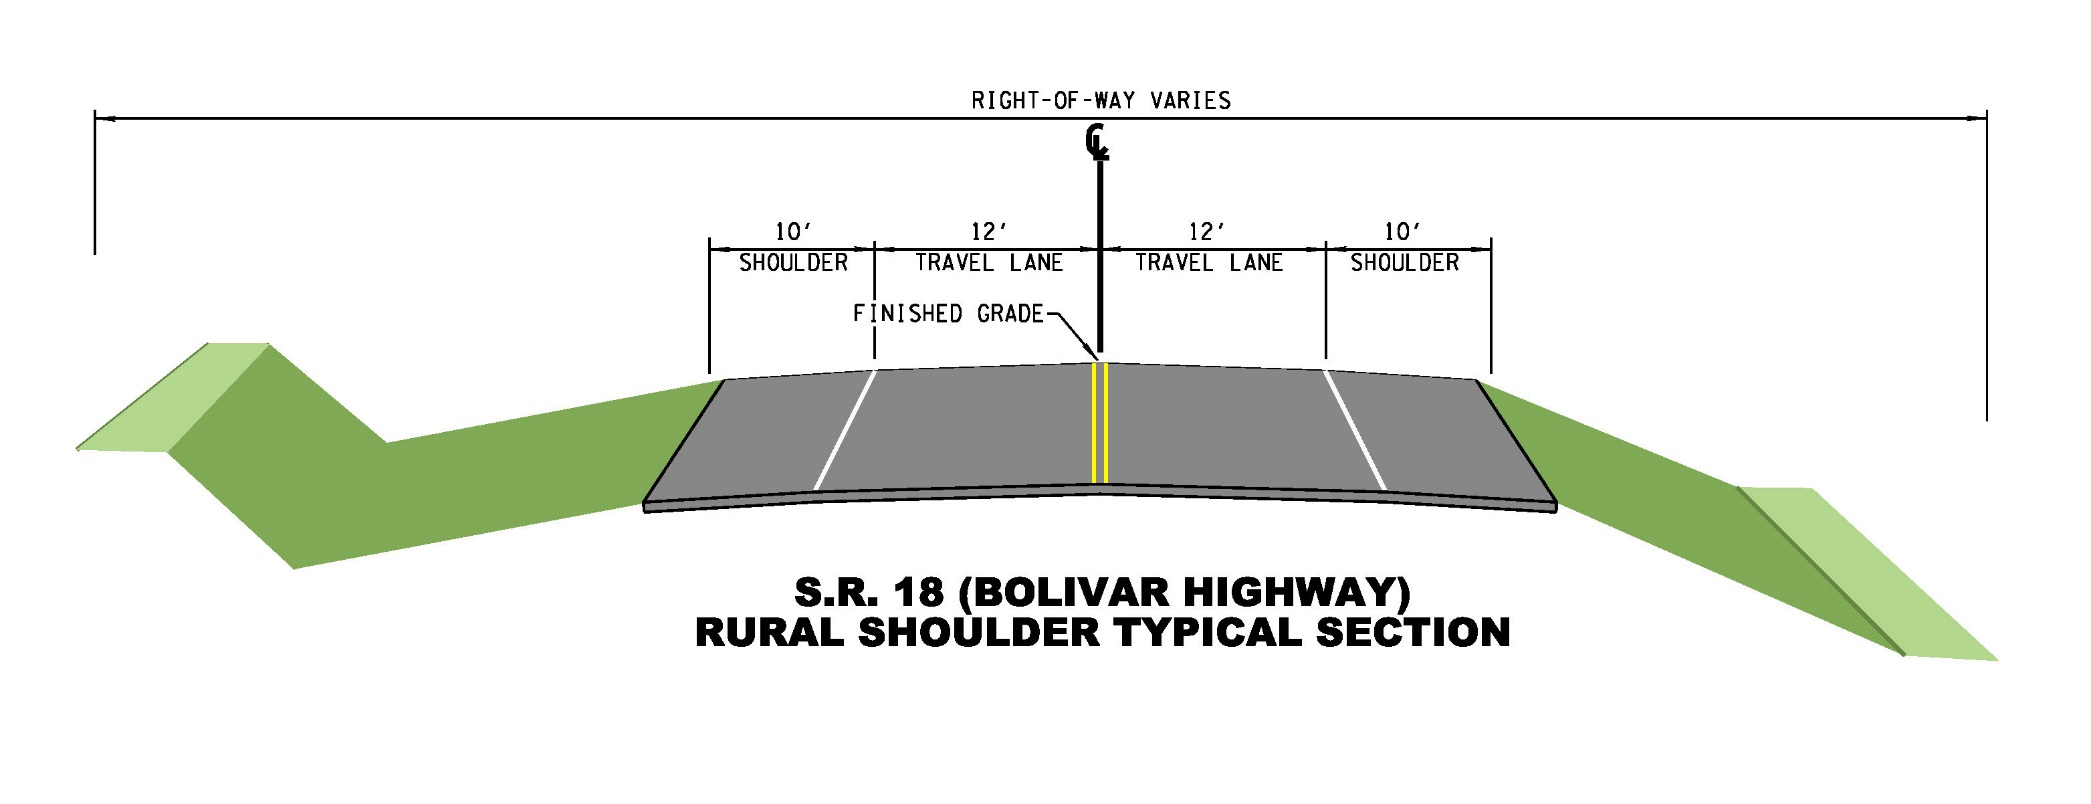 RIGHT-OF-WAY VARIES
℄
10' 12' 12' 10'
SHOULDER TRAVEL LANE TRAVEL LANE SHOULDER
FINISHED GRADE
S.R. 18 (BOLIVAR HIGHWAY)
RURAL SHOULDER TYPICAL SECTION